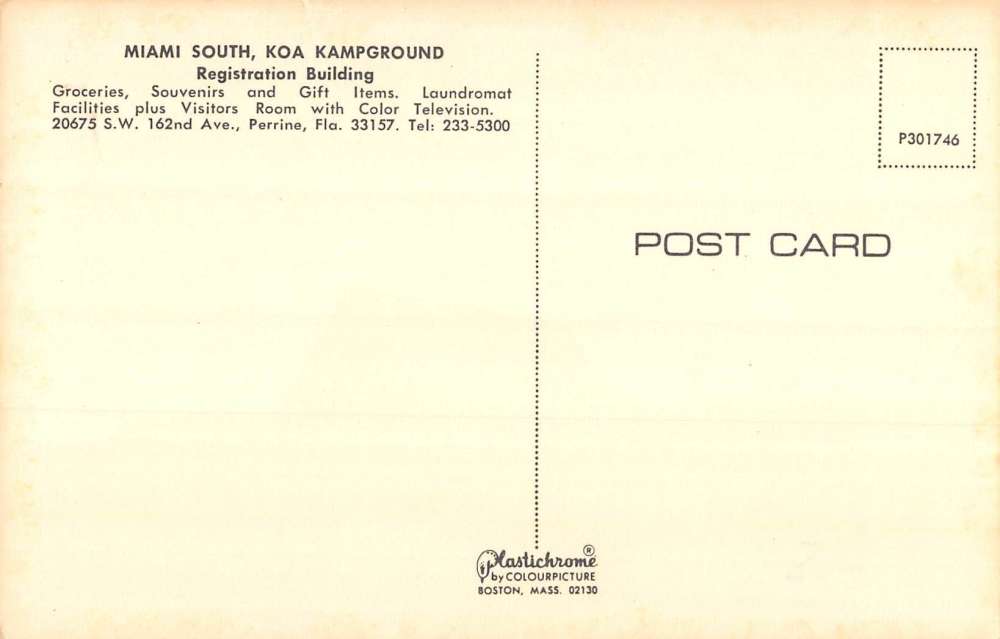 MIAMI SOUTH, KOA KAMPGROUND
Registration Building
Groceries, Souvenirs and Gift Items. Laundromat
Facilities plus Visitors Room with Color Television.
20675 S.W. 162nd Ave., Perrine, Fla. 33157. Tel: 233-5300
P301746
POST CARD
Plastichrome®
by COLOURPICTURE
BOSTON, MASS. 02130